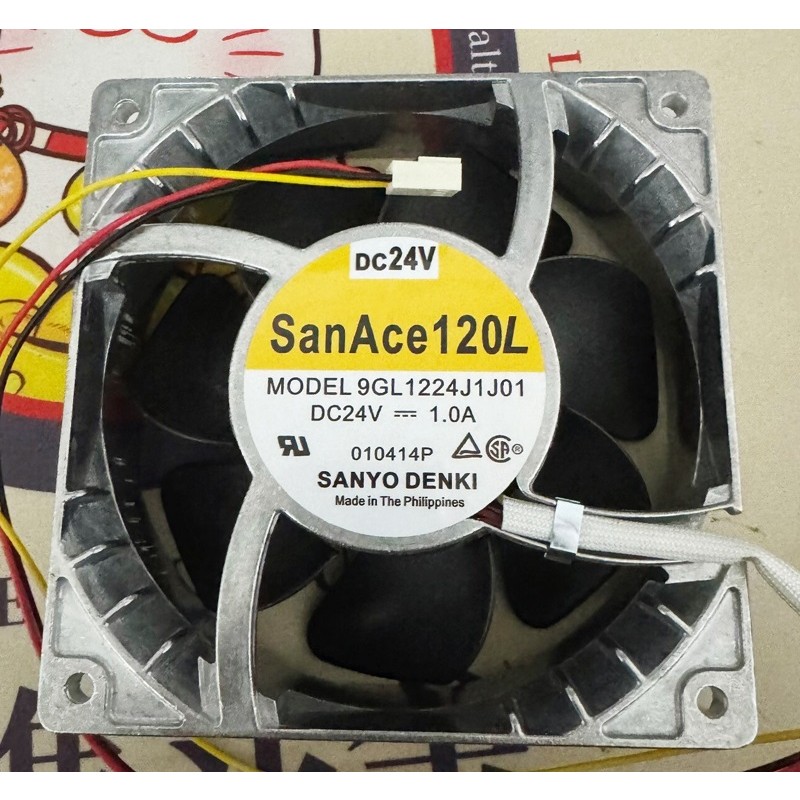 DC24V
SanAce120L
MODEL 9GL1224J1J01
DC24V ⎓ 1.0A
010414P
SANYO DENKI
Made in The Philippines